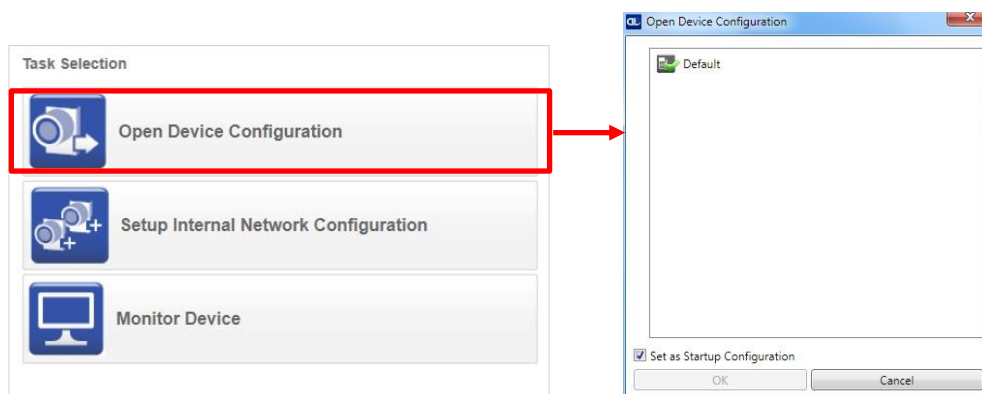 Task Selection
Open Device Configuration
Setup Internal Network Configuration
Monitor Device
DL Open Device Configuration
Default
Set as Startup Configuration
OK Cancel